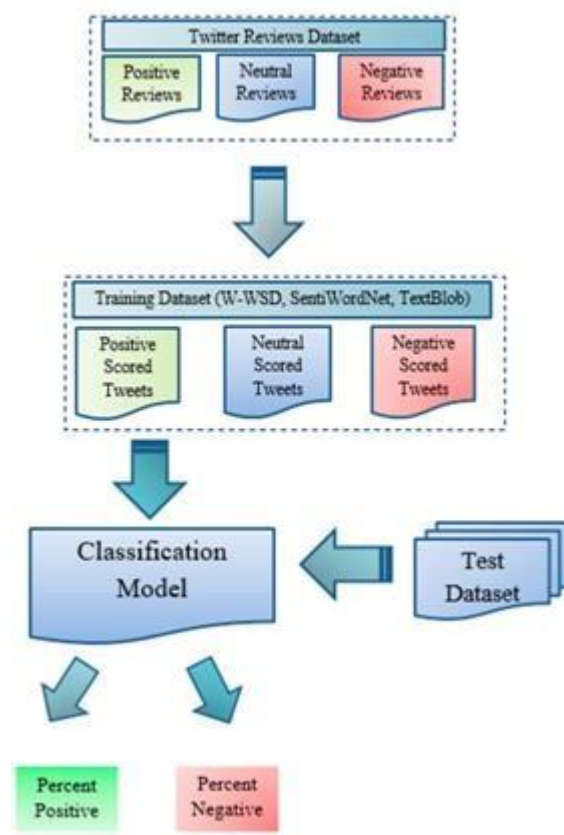 Twitter Reviews Dataset
Positive
Reviews
Neutral
Reviews
Negative
Reviews
Training Dataset (W-WSD, SentiWordNet, TextBlob)
Positive
Scored
Tweets
Neutral
Scored
Tweets
Negative
Scored
Tweets
Classification
Model
Test
Dataset
Percent
Positive
Percent
Negative